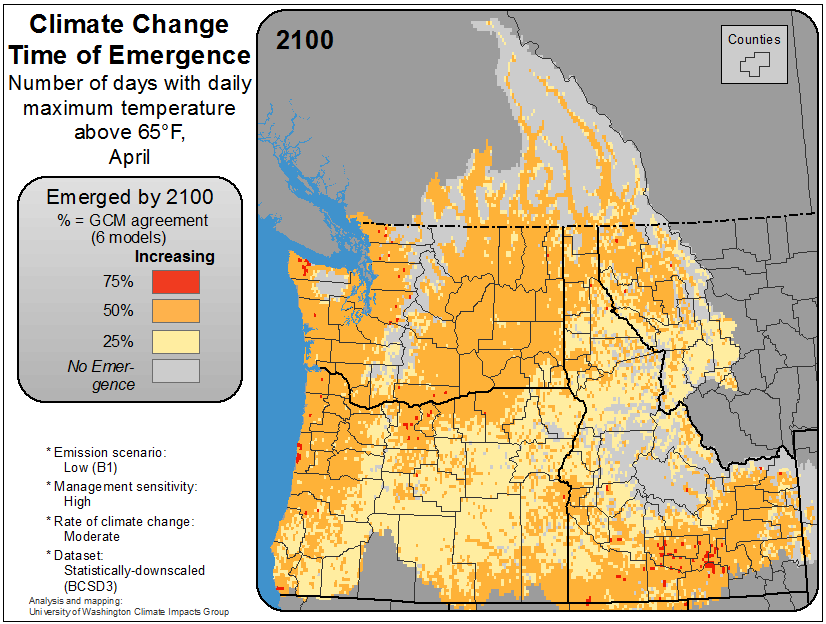 Climate Change
Time of Emergence
Number of days with daily
maximum temperature
above 65°F,
April
Emerged by 2100
% = GCM agreement
(6 models)
Increasing
75%
50%
25%
No Emer-
gence
* Emission scenario:
Low (B1)
* Management sensitivity:
High
* Rate of climate change:
Moderate
* Dataset:
Statistically-downscaled
(BCSD3)
Analysis and mapping:
University of Washington Climate Impacts Group
2100
Counties